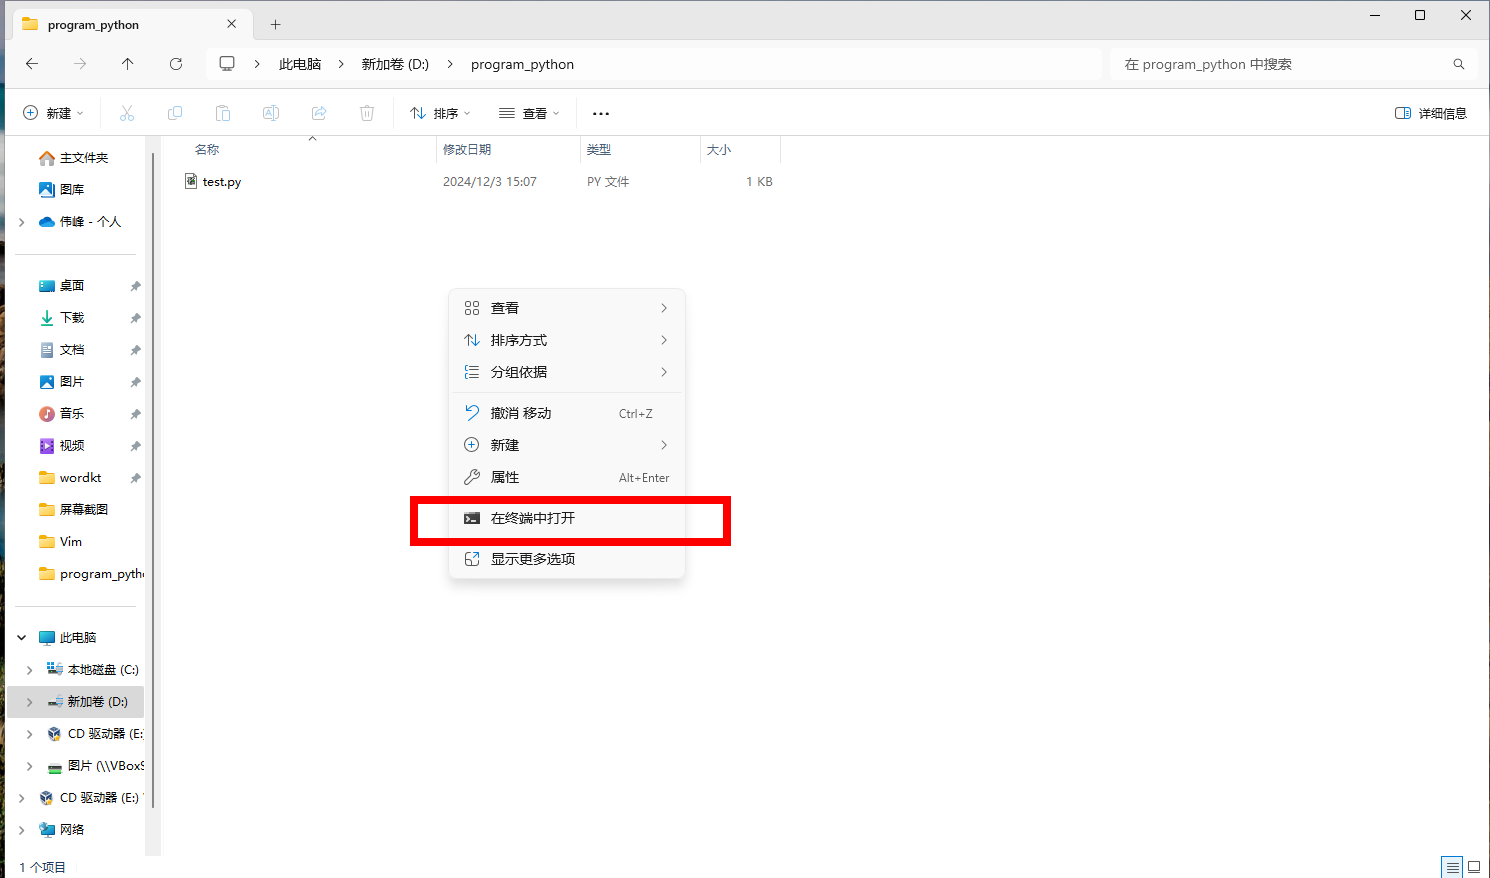 program_python
此电脑 新加卷 (D:) program_python
在 program_python 中搜索
新建 排序 查看 详细信息
名称 修改日期 类型 大小
test.py 2024/12/3 15:07 PY 文件 1 KB
主文件夹
图库
伟峰 - 个人
桌面
下载
文档
图片
音乐
视频
wordkt
屏幕截图
Vim
program_pytho
此电脑
本地磁盘 (C:)
新加卷 (D:)
CD 驱动器 (E:
图片 (\\VBoxS
CD 驱动器 (E:)
网络
查看
排序方式
分组依据
撤消 移动 Ctrl+Z
新建
属性 Alt+Enter
在终端中打开
显示更多选项
1 个项目